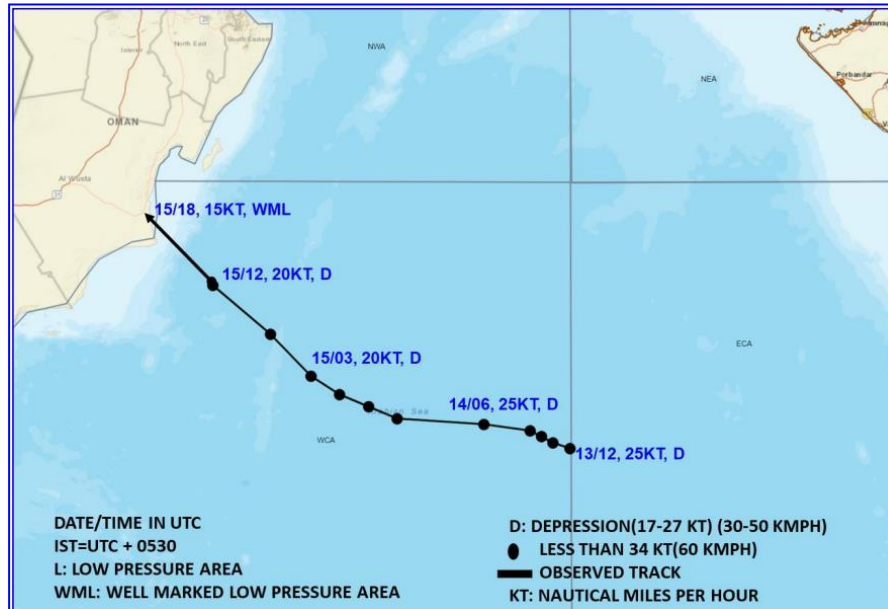 NWA
North East
OMAN
Al Wusta
NEA
Porbandar
15/18, 15KT, WML
15/12, 20KT, D
15/03, 20KT, D
ECA
14/06, 25KT, D
WCA
13/12, 25KT, D
DATE/TIME IN UTC
IST=UTC + 0530
L: LOW PRESSURE AREA
WML: WELL MARKED LOW PRESSURE AREA
D: DEPRESSION(17-27 KT) (30-50 KMPH)
LESS THAN 34 KT(60 KMPH)
OBSERVED TRACK
KT: NAUTICAL MILES PER HOUR